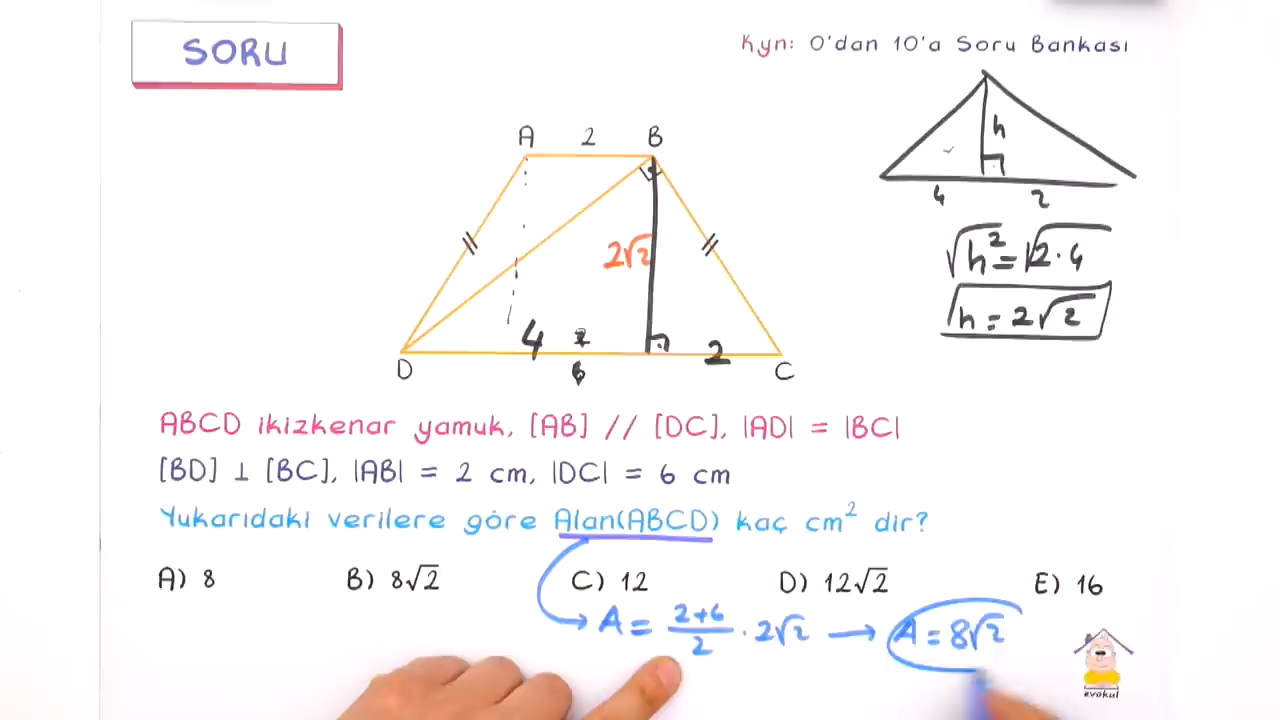 SORU
Kyn: 0'dan 10'a Soru Bankası
A 2 B
h
4 2
2√2
√h² = √2·4
h = 2√2
4 2
D 6 C
ABCD ikizkenar yamuk, [AB] // [DC], |AD| = |BC|
[BD] ⊥ [BC], |AB| = 2 cm, |DC| = 6 cm
Yukarıdaki verilere göre Alan(ABCD) kaç cm² dir?
A) 8 B) 8√2 C) 12 D) 12√2 E) 16
A = (2+6)/2 · 2√2 → A = 8√2
evokul